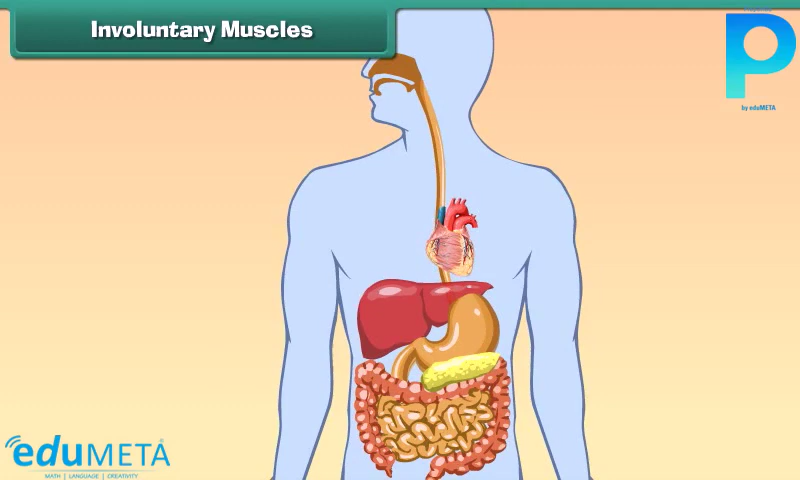 Involuntary Muscles
P
by eduMETA
eduMETA
MATH | LANGUAGE | CREATIVITY